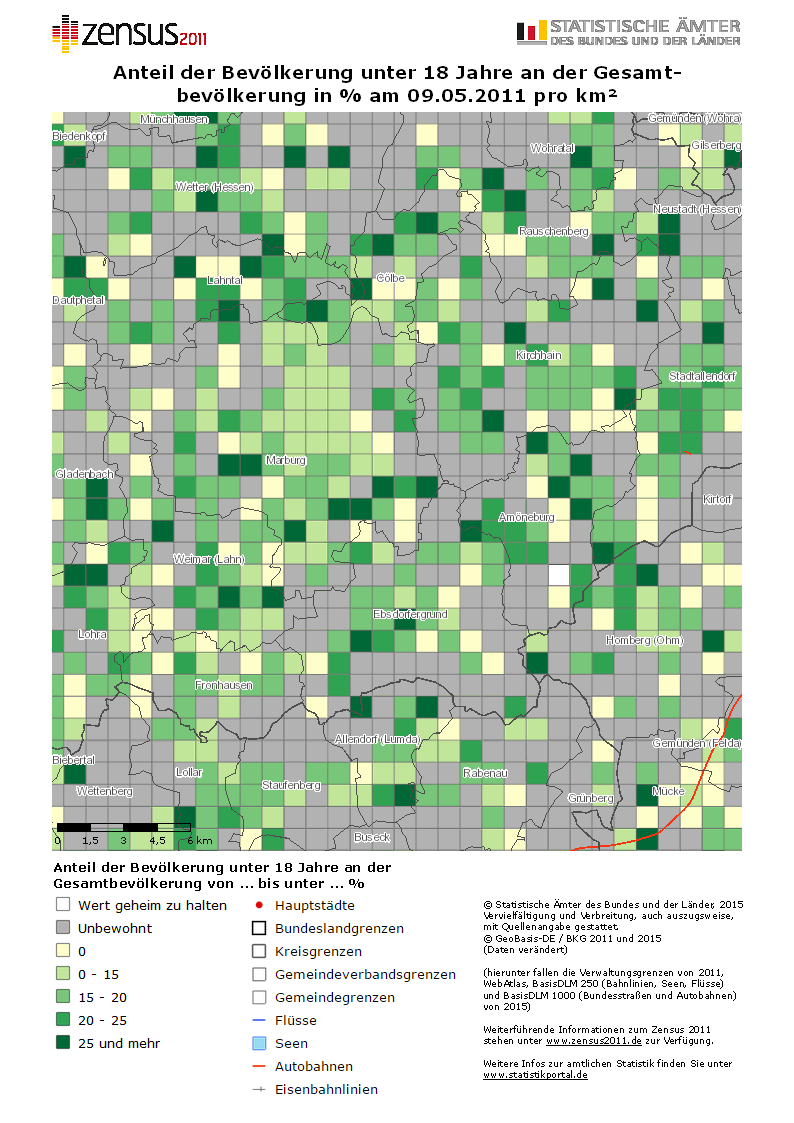 zensus2011
STATISTISCHE ÄMTER
DES BUNDES UND DER LÄNDER
Anteil der Bevölkerung unter 18 Jahre an der Gesamt-
bevölkerung in % am 09.05.2011 pro km²
Münchhausen
Gemünden (Wohra)
Biedenkopf
Gilserberg
Wohratal
Wetter (Hessen)
Neustadt (Hessen)
Rauschenberg
Lahntal
Cölbe
Dautphetal
Kirchhain
Stadtallendorf
Marburg
Gladenbach
Kirtorf
Amöneburg
Weimar (Lahn)
Ebsdorfergrund
Lohra
Homberg (Ohm)
Fronhausen
Allendorf (Lumda)
Gemünden (Felda)
Biebertal
Lollar
Rabenau
Staufenberg
Wettenberg
Mücke
Grünberg
Buseck
0 1,5 3 4,5 6 km
Anteil der Bevölkerung unter 18 Jahre an der
Gesamtbevölkerung von ... bis unter ... %
Wert geheim zu halten
Unbewohnt
0
0 - 15
15 - 20
20 - 25
25 und mehr
Hauptstädte
Bundeslandgrenzen
Kreisgrenzen
Gemeindeverbandsgrenzen
Gemeindegrenzen
Flüsse
Seen
Autobahnen
Eisenbahnlinien
© Statistische Ämter des Bundes und der Länder, 2015
Vervielfältigung und Verbreitung, auch auszugsweise,
mit Quellenangabe gestattet.
© GeoBasis-DE / BKG 2011 und 2015
(Daten verändert)
(hierunter fallen die Verwaltungsgrenzen von 2011,
WebAtlas, BasisDLM 250 (Bahnlinien, Seen, Flüsse)
und BasisDLM 1000 (Bundesstraßen und Autobahnen)
von 2015)
Weiterführende Informationen zum Zensus 2011
stehen unter www.zensus2011.de zur Verfügung.
Weitere Infos zur amtlichen Statistik finden Sie unter
www.statistikportal.de